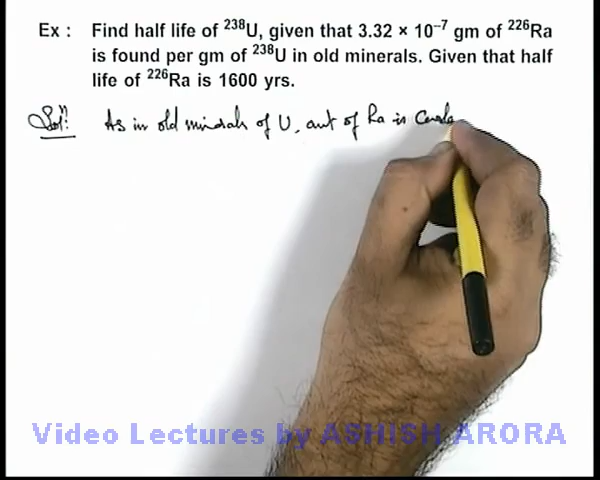 Ex : Find half life of ²³⁸U, given that 3.32 × 10⁻⁷ gm of ²²⁶Ra
is found per gm of ²³⁸U in old minerals. Given that half
life of ²²⁶Ra is 1600 yrs.
Solⁿ: As in old minerals of U, amt of Ra is
Video Lectures by ASHISH ARORA